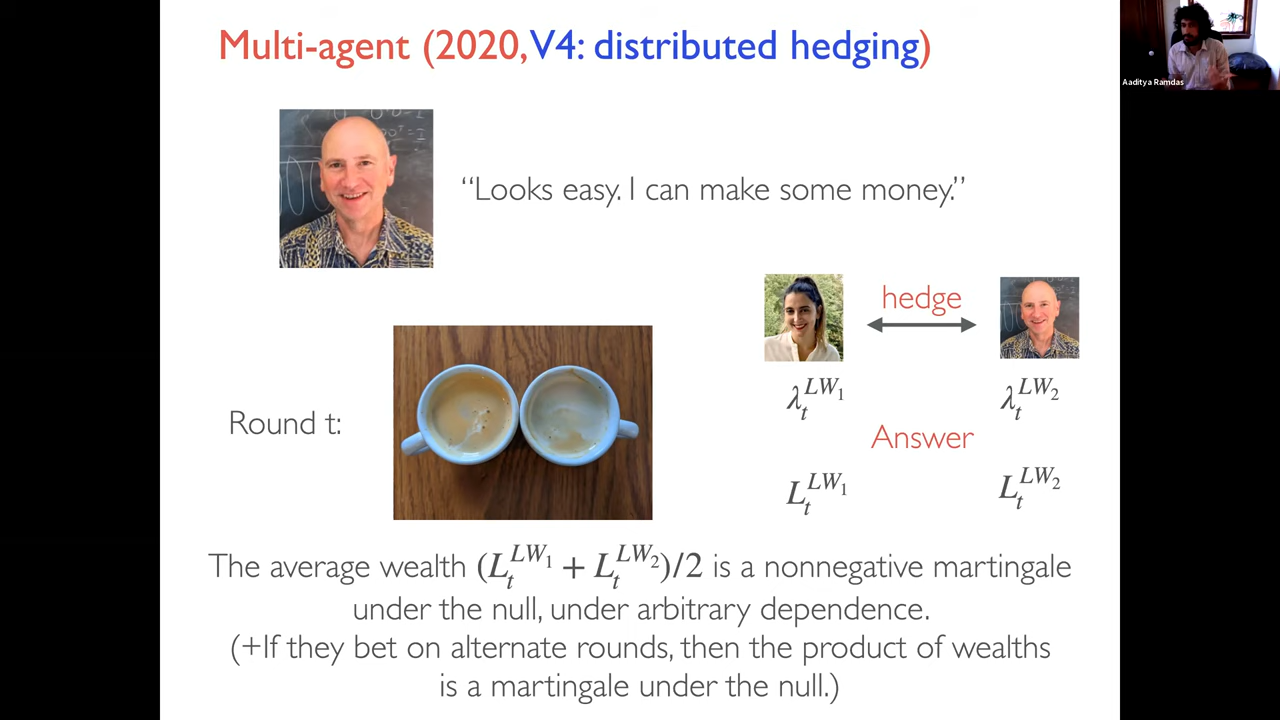 Multi-agent (2020, V4: distributed hedging)
Aaditya Ramdas
“Looks easy. I can make some money.”
hedge
λ_t^{LW_1} λ_t^{LW_2}
Round t:
Answer
L_t^{LW_1} L_t^{LW_2}
The average wealth (L_t^{LW_1} + L_t^{LW_2})/2 is a nonnegative martingale
under the null, under arbitrary dependence.
(+If they bet on alternate rounds, then the product of wealths
is a martingale under the null.)